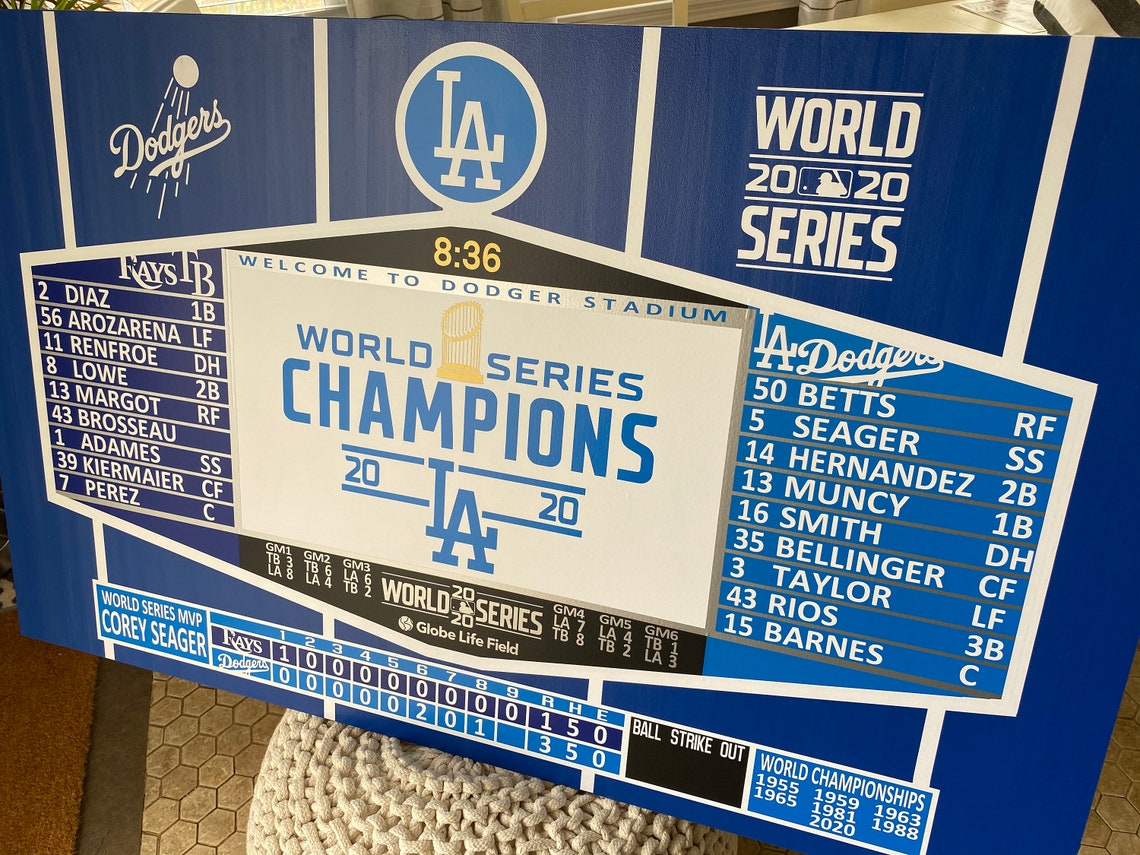 Dodgers
LA
WORLD
2020
SERIES
8:36
WELCOME TO DODGER STADIUM
RAYS TB
2 DIAZ 1B
56 AROZARENA LF
11 RENFROE DH
8 LOWE 2B
13 MARGOT RF
43 BROSSEAU
1 ADAMES SS
39 KIERMAIER CF
7 PEREZ C
WORLD SERIES
CHAMPIONS
20 LA 20
LA Dodgers
50 BETTS RF
5 SEAGER SS
14 HERNANDEZ 2B
13 MUNCY 1B
16 SMITH DH
35 BELLINGER CF
3 TAYLOR LF
43 RIOS 3B
15 BARNES C
GM1
TB 3
LA 8
GM2
TB 6
LA 4
GM3
LA 6
TB 2
WORLD 2020 SERIES
Globe Life Field
GM4
LA 7
TB 8
GM5
LA 4
TB 2
GM6
TB 1
LA 3
WORLD SERIES MVP
COREY SEAGER
1 2 3 4 5 6 7 8 9 R H E
RAYS 1 0 0 0 0 0 0 0 0 1 5 0
Dodgers 0 0 0 0 0 2 0 1 3 5 0
BALL STRIKE OUT
WORLD CHAMPIONSHIPS
1955 1959 1963
1965 1981 1988
2020